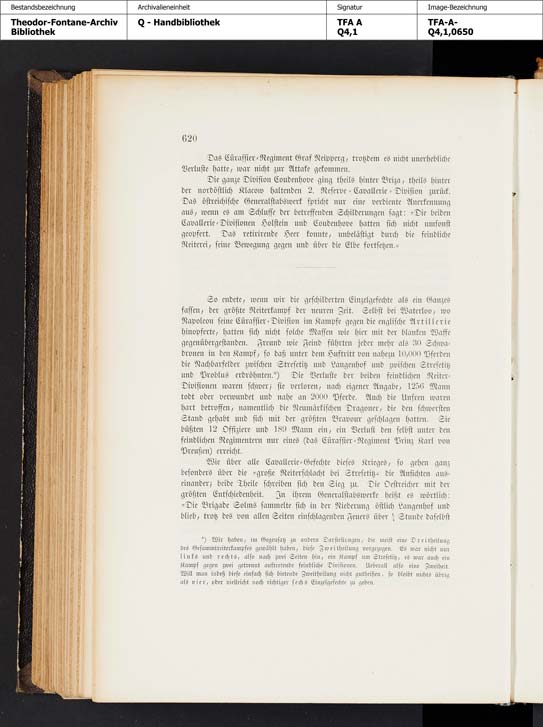 Bestandsbezeichnung
Archivalieneinheit
Signatur
Image-Bezeichnung
Theodor-Fontane-Archiv
Bibliothek
Q - Handbibliothek
TFA A
Q4,1
TFA-A-
Q4,1,0650
620
Das Cürassier-Regiment Graf Neipperg, trotzdem es nicht unerhebliche
Verluste hatte, war nicht zur Attake gekommen.
Die ganze Division Coudenhove ging theils hinter Briza, theils hinter
der nordöstlich Klacow haltenden 2. Reserve-Cavallerie-Division zurück.
Das östreichische Generalstabswerk spricht nur eine verdiente Anerkennung
aus, wenn es am Schlusse der betreffenden Schilderungen sagt: »Die beiden
Cavallerie-Divisionen Holstein und Coudenhove hatten sich nicht umsonst
geopfert. Das retirirende Heer konnte, unbelästigt durch die feindliche
Reiterei, seine Bewegung gegen und über die Elbe fortsetzen.«
So endete, wenn wir die geschilderten Einzelgefechte als ein Ganzes
fassen, der größte Reiterkampf der neueren Zeit. Selbst bei Waterloo, wo
Napoleon seine Cürassier-Division im Kampfe gegen die englische Artillerie
hinopferte, hatten sich nicht solche Massen wie hier mit der blanken Waffe
gegenübergestanden. Freund wie Feind führten jeder mehr als 30 Schwa-
dronen in den Kampf, so daß unter dem Huftritt von nahezu 10,000 Pferden
die Nachbarfelder zwischen Stresetitz und Langenhof und zwischen Stresetitz
und Problus erdröhnten.*) Die Verluste der beiden feindlichen Reiter-
Divisionen waren schwer; sie verloren, nach eigener Angabe, 1256 Mann
todt oder verwundet und nahe an 2000 Pferde. Auch die Unsren waren
hart betroffen, namentlich die Neumärkischen Dragoner, die den schwersten
Stand gehabt und sich mit der größten Bravour geschlagen hatten. Sie
büßten 12 Offiziere und 189 Mann ein, ein Verlust den selbst unter den
feindlichen Regimentern nur eines (das Cürassier-Regiment Prinz Karl von
Preußen) erreicht.
Wie über alle Cavallerie-Gefechte dieses Krieges, so gehen ganz
besonders über die »große Reiterschlacht bei Stresetitz« die Ansichten aus-
einander; beide Theile schreiben sich den Sieg zu. Die Oestreicher mit der
größten Entschiedenheit. In ihrem Generalstabswerke heißt es wörtlich:
»Die Brigade Solms sammelte sich in der Niederung östlich Langenhof und
blieb, trotz des von allen Seiten einschlagenden Feuers über Stunde daselbst
*) Wir haben, im Gegensatz zu andern Darstellungen, die meist eine Dreitheilung
des Gesammtreiterkampfes gewählt haben, diese Zweitheilung vorgezogen. Es war nicht nur
links und rechts, also nach zwei Seiten hin, ein Kampf um Stresetitz, es war auch ein
Kampf gegen zwei getrennt auftretende feindliche Divisionen. Ueberall also eine Zweiheit.
Will man indeß diese einfach sich bietende Zweitheilung nicht gutheißen, so bleibt nichts übrig
als vier, oder vielleicht noch richtiger sechs Einzelgefechte zu geben.